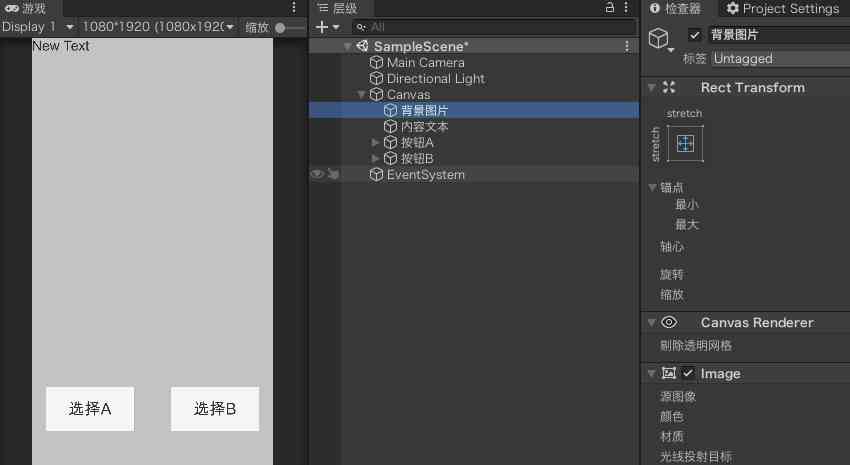 游戏
Display 1
1080*1920 (1080x192(
缩放
New Text
选择A
选择B
层级
All
SampleScene*
Main Camera
Directional Light
Canvas
背景图片
内容文本
按钮A
按钮B
EventSystem
检查器
Project Settings
背景图片
标签 Untagged
Rect Transform
stretch
stretch
锚点
最小
最大
轴心
旋转
缩放
Canvas Renderer
剔除透明网格
Image
源图像
颜色
材质
光线投射目标